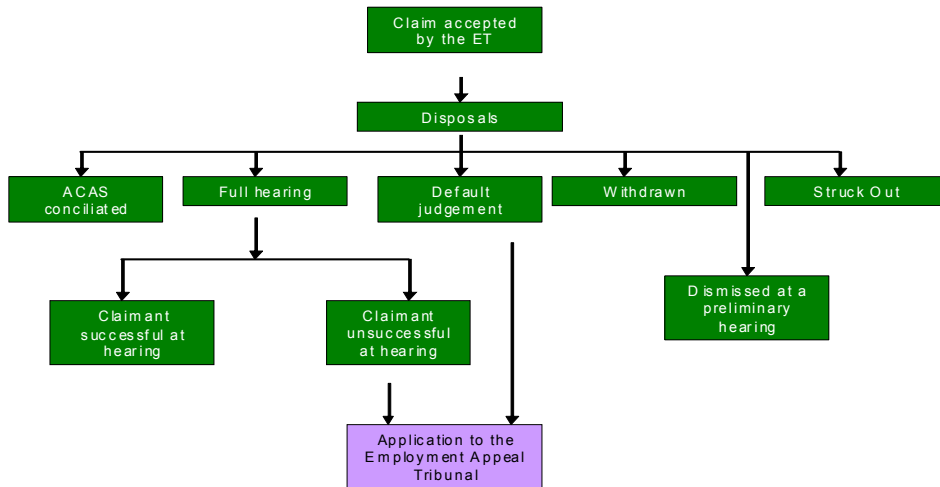 Claim accepted
by the ET
Disposals
ACAS
conciliated
Full hearing
Default
judgement
Withdrawn
Struck Out
Claimant
successful at
hearing
Claimant
unsuccessful
at hearing
Dismissed at a
preliminary
hearing
Application to the
Employment Appeal
Tribunal